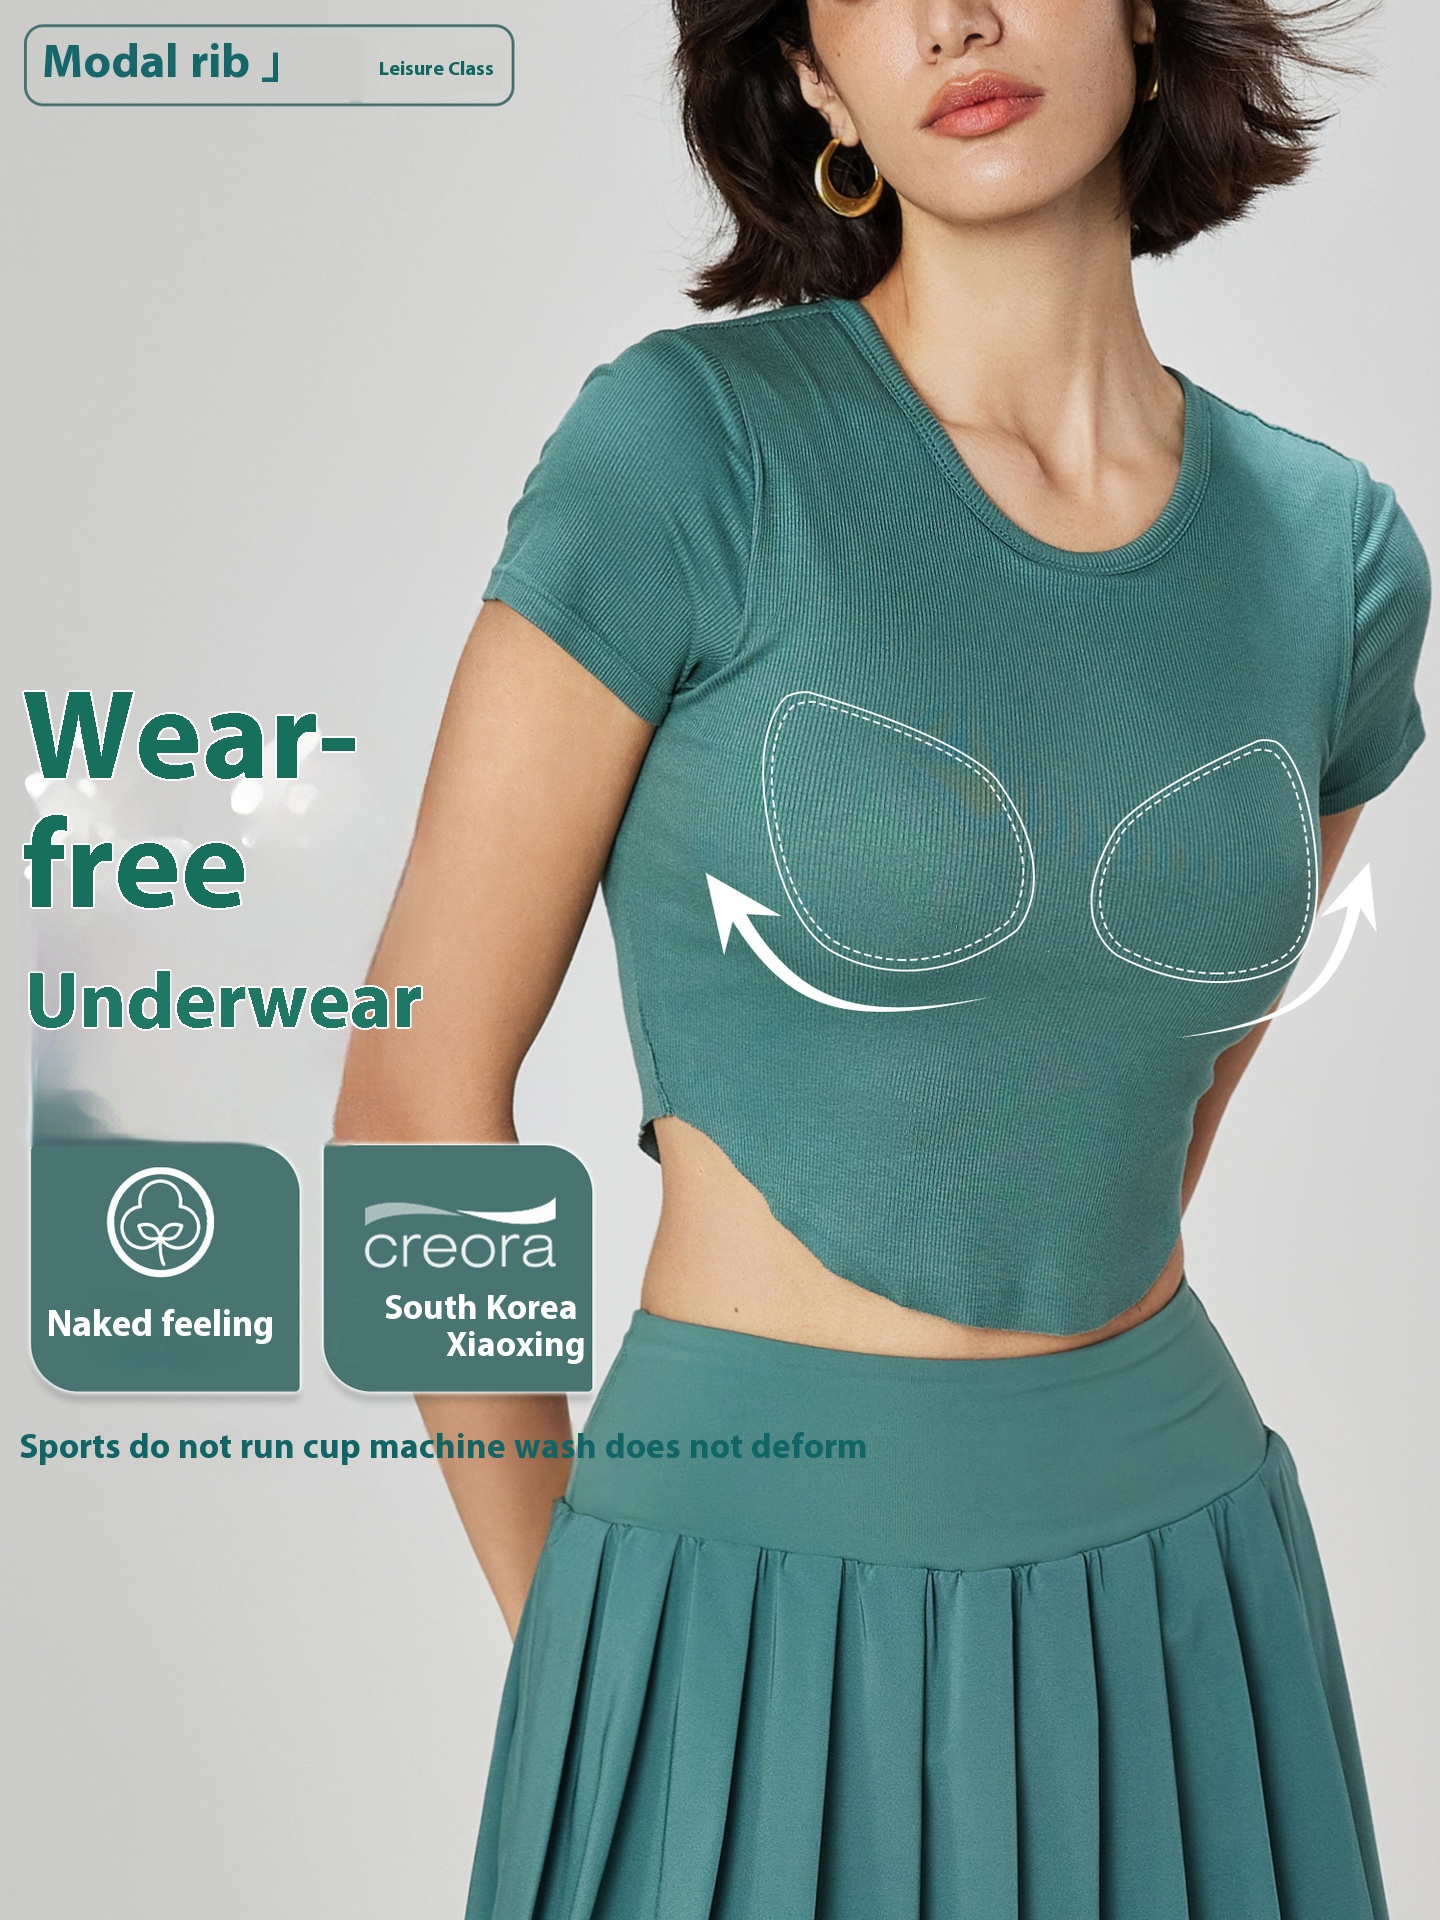 Modal rib 」
Leisure Class
Wear-
free
Underwear
Naked feeling
creora
South Korea
Xiaoxing
Sports do not run cup machine wash does not deform